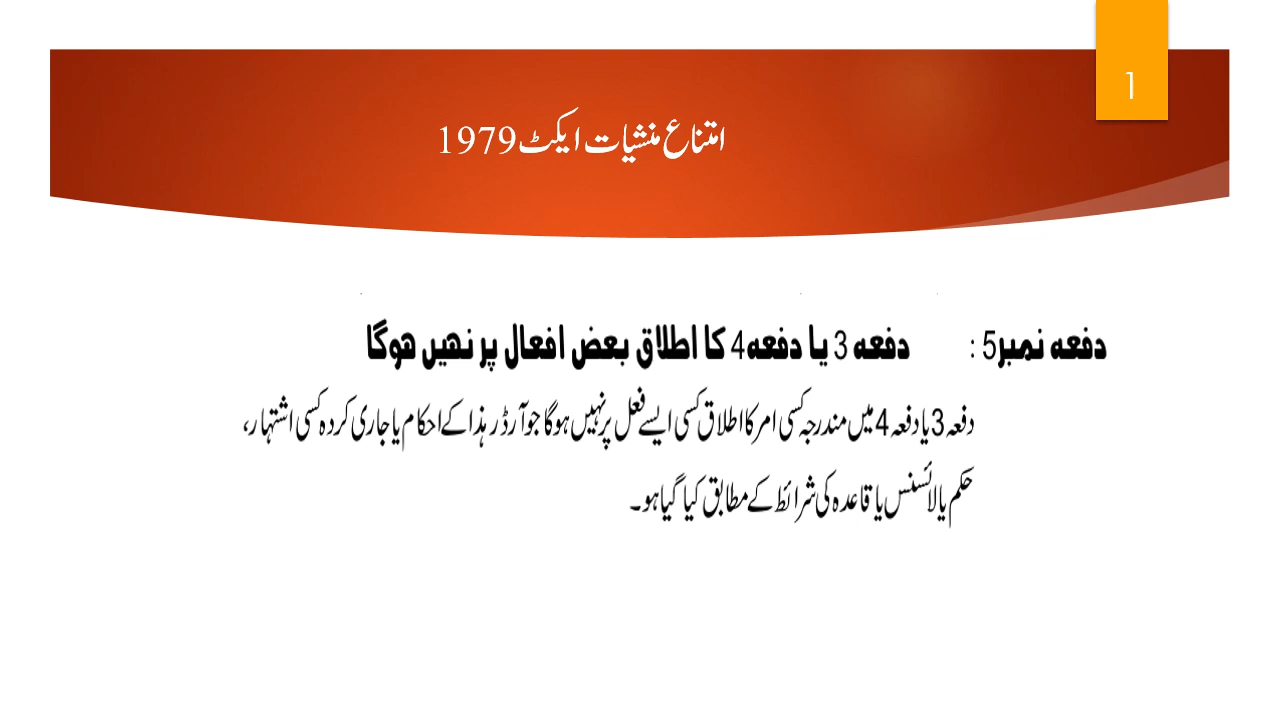 1
امتناع منشیات ایکٹ 1979
دفعہ نمبر5 : دفعہ 3 یا دفعہ 4 کا اطلاق بعض افعال پر نہیں ہوگا
دفعہ 3 یا دفعہ 4 میں مندرجہ کسی امر کا اطلاق کسی ایسے فعل پر نہیں ہوگا جو آرڈر ہذا کے احکام یا جاری کردہ کسی اشتہار،
حکم یا لائسنس یا قاعدہ کی شرائط کے مطابق کیا گیا ہو۔